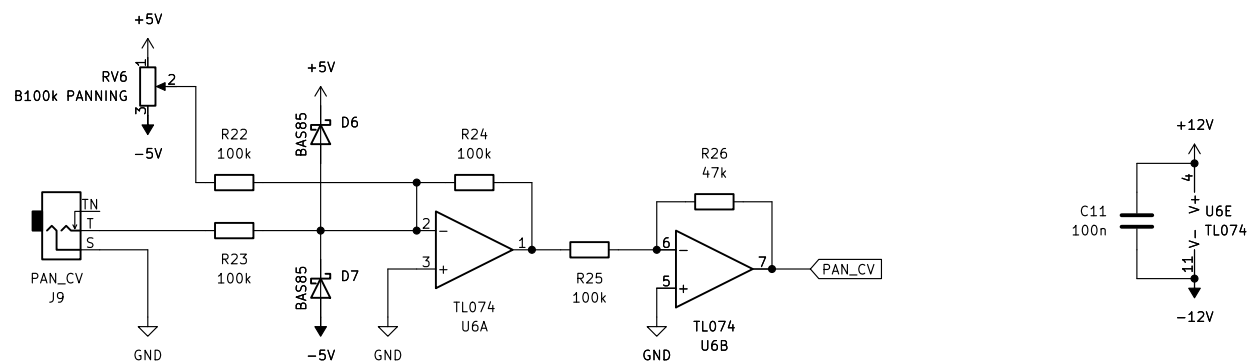 +5V
1
RV6
2
B100k PANNING
3
-5V
+5V
BAS85
D6
R22
100k
R24
100k
R26
47k
TN
T
S
PAN_CV
J9
R23
100k
BAS85
D7
-5V
2
3
1
TL074
U6A
R25
100k
6
5
7
TL074
U6B
PAN_CV
GND
GND
GND
+12V
4
V+
U6E
TL074
C11
100n
V-
11
-12V